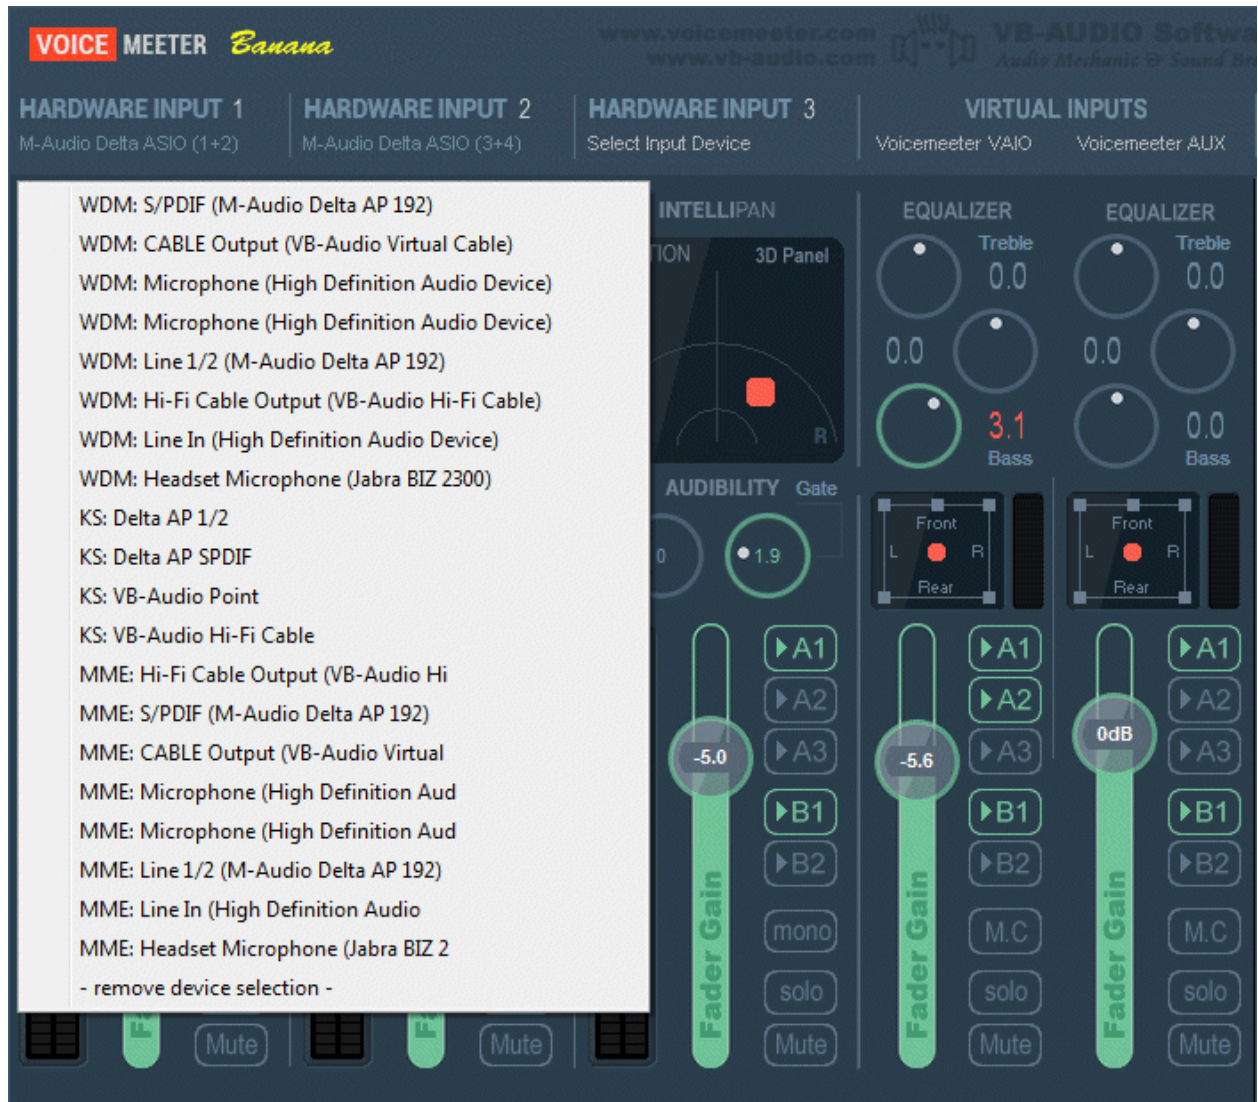 VOICE MEETER Banana
www.voicemeeter.com
www.vb-audio.com
VB-AUDIO
Audio Mechanic & Sound
HARDWARE INPUT 1
M-Audio Delta ASIO (1+2)
HARDWARE INPUT 2
M-Audio Delta ASIO (3+4)
HARDWARE INPUT 3
Select Input Device
VIRTUAL INPUTS
Voicemeeter VAIO
Voicemeeter AUX
WDM: S/PDIF (M-Audio Delta AP 192)
WDM: CABLE Output (VB-Audio Virtual Cable)
WDM: Microphone (High Definition Audio Device)
WDM: Microphone (High Definition Audio Device)
WDM: Line 1/2 (M-Audio Delta AP 192)
WDM: Hi-Fi Cable Output (VB-Audio Hi-Fi Cable)
WDM: Line In (High Definition Audio Device)
WDM: Headset Microphone (Jabra BIZ 2300)
KS: Delta AP 1/2
KS: Delta AP SPDIF
KS: VB-Audio Point
KS: VB-Audio Hi-Fi Cable
MME: Hi-Fi Cable Output (VB-Audio Hi
MME: S/PDIF (M-Audio Delta AP 192)
MME: CABLE Output (VB-Audio Virtual
MME: Microphone (High Definition Aud
MME: Microphone (High Definition Aud
MME: Line 1/2 (M-Audio Delta AP 192)
MME: Line In (High Definition Audio
MME: Headset Microphone (Jabra BIZ 2
- remove device selection -
Mute
Mute
INTELLIPAN
3D Panel
R
AUDIBILITY Gate
0
1.9
-5.0
Fader Gain
A1
A2
A3
B1
B2
mono
solo
Mute
EQUALIZER
Treble
0.0
0.0
3.1
Bass
Front
L R
Rear
-5.6
Fader Gain
A1
A2
A3
B1
B2
M.C
solo
Mute
EQUALIZER
Treble
0.0
0.0
0.0
Bass
Front
L R
Rear
0dB
Fader Gain
A1
A2
A3
B1
B2
M.C
solo
Mute